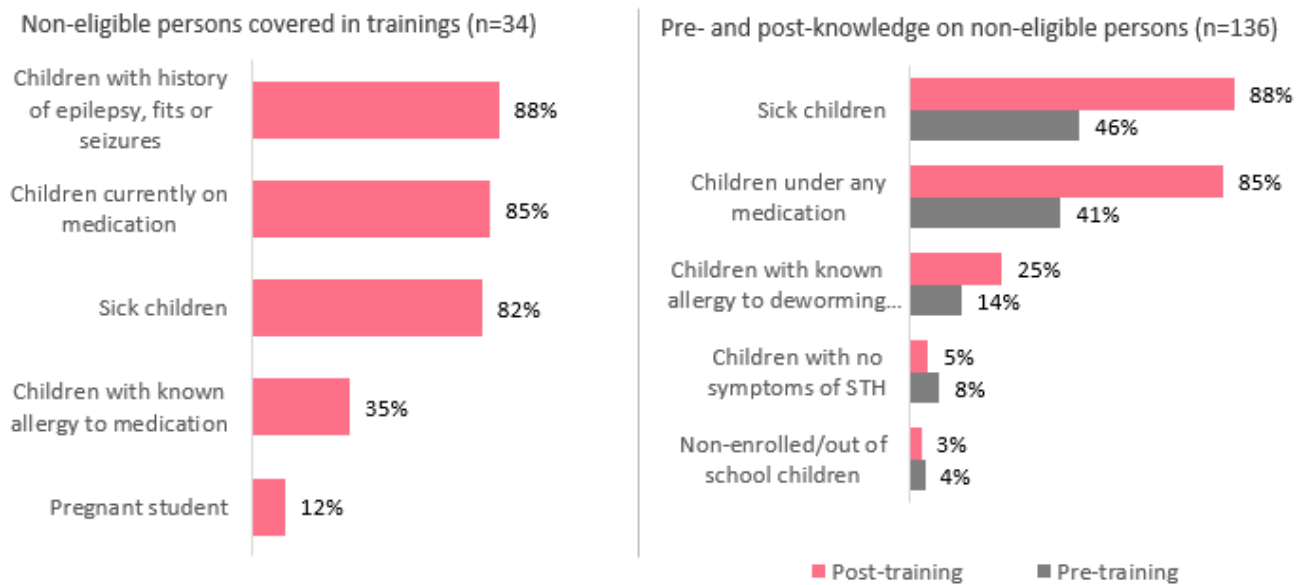 Non-eligible persons covered in trainings (n=34)
Children with history
of epilepsy, fits or
seizures
88%
Children currently on
medication
85%
Sick children
82%
Children with known
allergy to medication
35%
Pregnant student
12%
Pre- and post-knowledge on non-eligible persons (n=136)
Sick children
88%
46%
Children under any
medication
85%
41%
Children with known
allergy to deworming...
25%
14%
Children with no
symptoms of STH
5%
8%
Non-enrolled/out of
school children
3%
4%
Post-training
Pre-training